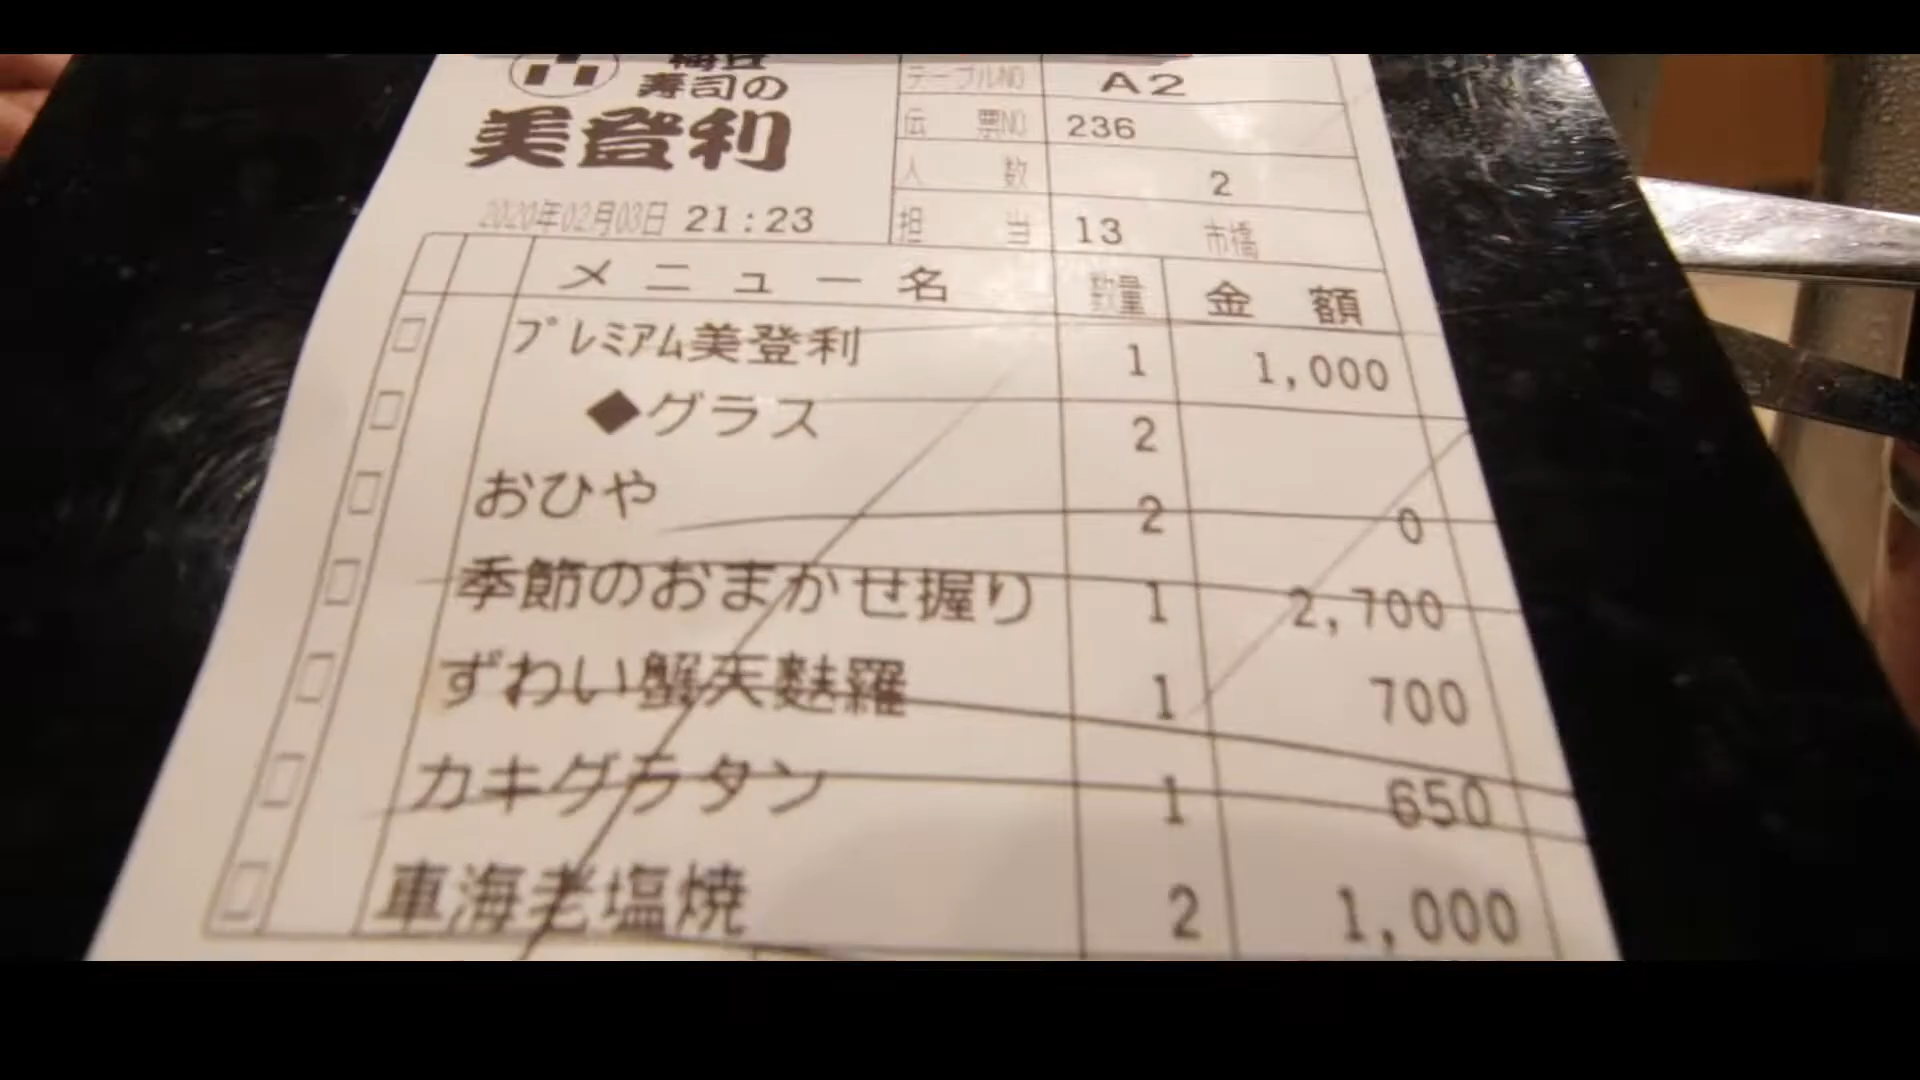 梅丘
寿司の
美登利
テーブルNO A2
伝票NO 236
人数 2
2020年02月03日 21:23
担当 13 市橋
メニュー名 数量 金額
プレミアム美登利 1 1,000
◆グラス 2
おひや 2 0
季節のおまかせ握り 1 2,700
ずわい蟹天麩羅 1 700
カキグラタン 1 650
車海老塩焼 2 1,000